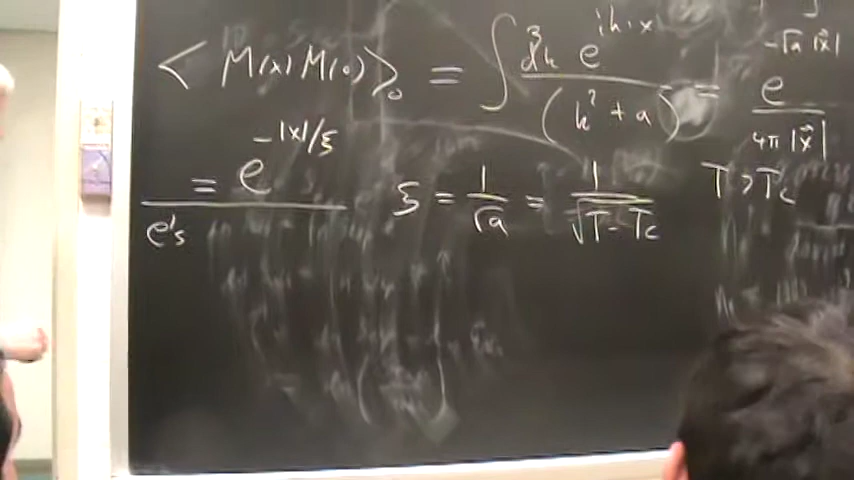 < M(x) M(0) >₀ = ∫ d³k e^{ik·x} / (k² + a) = e^{-√a |x⃗|} / 4π |x⃗|
= e^{-|x|/ξ} ξ = 1/√a = 1/√(T - Tc) T > Tc
e's